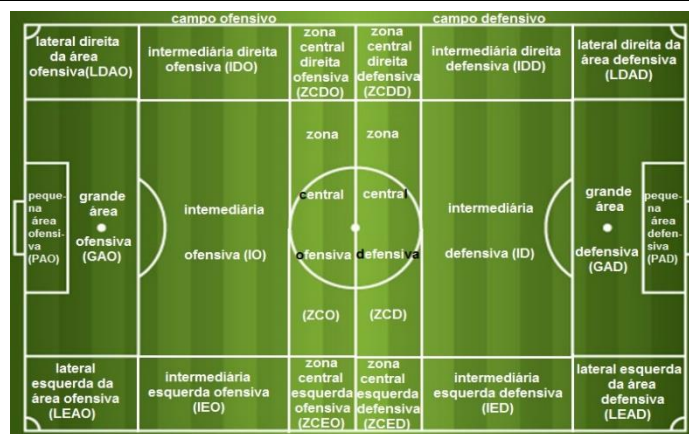 campo ofensivo
campo defensivo
lateral direita
da área
ofensiva(LDAO)
intermediária direita
ofensiva (IDO)
zona
central
direita
ofensiva
(ZCDO)
zona
central
direita
defensiva
(ZCDD)
intermediária direita
defensiva (IDD)
lateral direita da
área defensiva
(LDAD)
peque-
na
área
ofensi-
va
(PAO)
grande
área
ofensiva
(GAO)
intemediária
ofensiva (IO)
zona
central
ofensiva
(ZCO)
zona
central
defensiva
(ZCD)
intermediária
defensiva (ID)
grande
área
defensiva
(GAD)
peque-
na
área
defen-
siva
(PAD)
lateral
esquerda da
área ofensiva
(LEAO)
intermediária
esquerda ofensiva
(IEO)
zona
central
esquerda
ofensiva
(ZCEO)
zona
central
esquerda
defensiva
(ZCED)
intermediária
esquerda defensiva
(IED)
lateral esquerda
da área
defensiva
(LEAD)